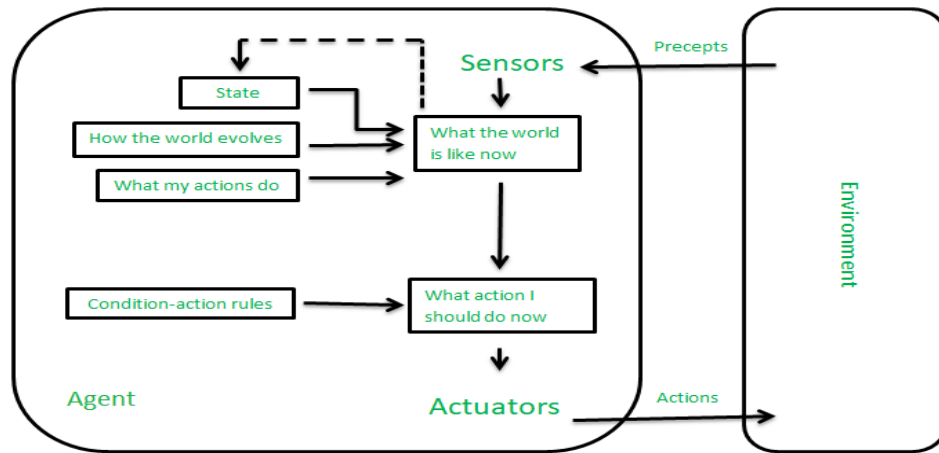 Precepts
Sensors
State
How the world evolves
What the world
is like now
What my actions do
Environment
Condition-action rules
What action I
should do now
Agent
Actuators
Actions